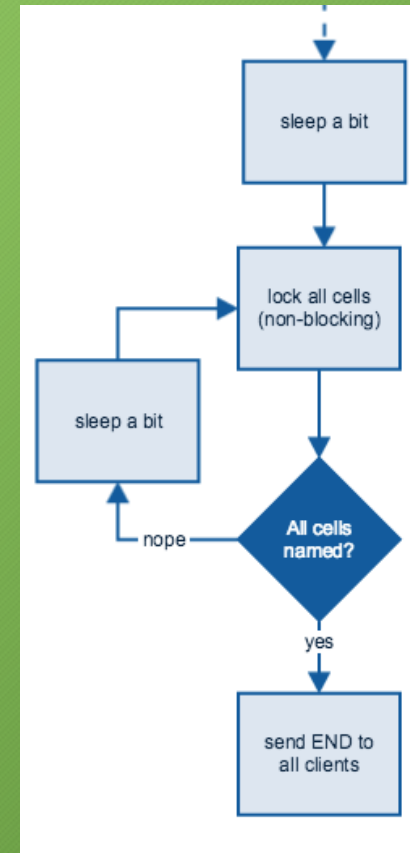 sleep a bit
lock all cells
(non-blocking)
sleep a bit
All cells
named?
nope
yes
send END to
all clients